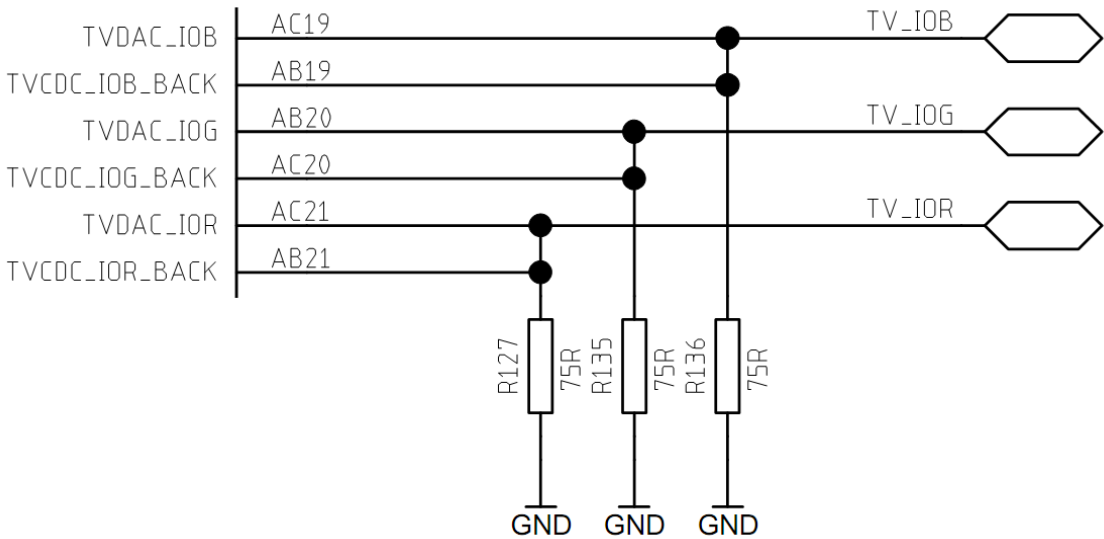 TVDAC_IOB AC19 TV_IOB
TVCDC_IOB_BACK AB19
TVDAC_IOG AB20 TV_IOG
TVCDC_IOG_BACK AC20
TVDAC_IOR AC21 TV_IOR
TVCDC_IOR_BACK AB21
R127 75R R135 75R R136 75R
GND GND GND